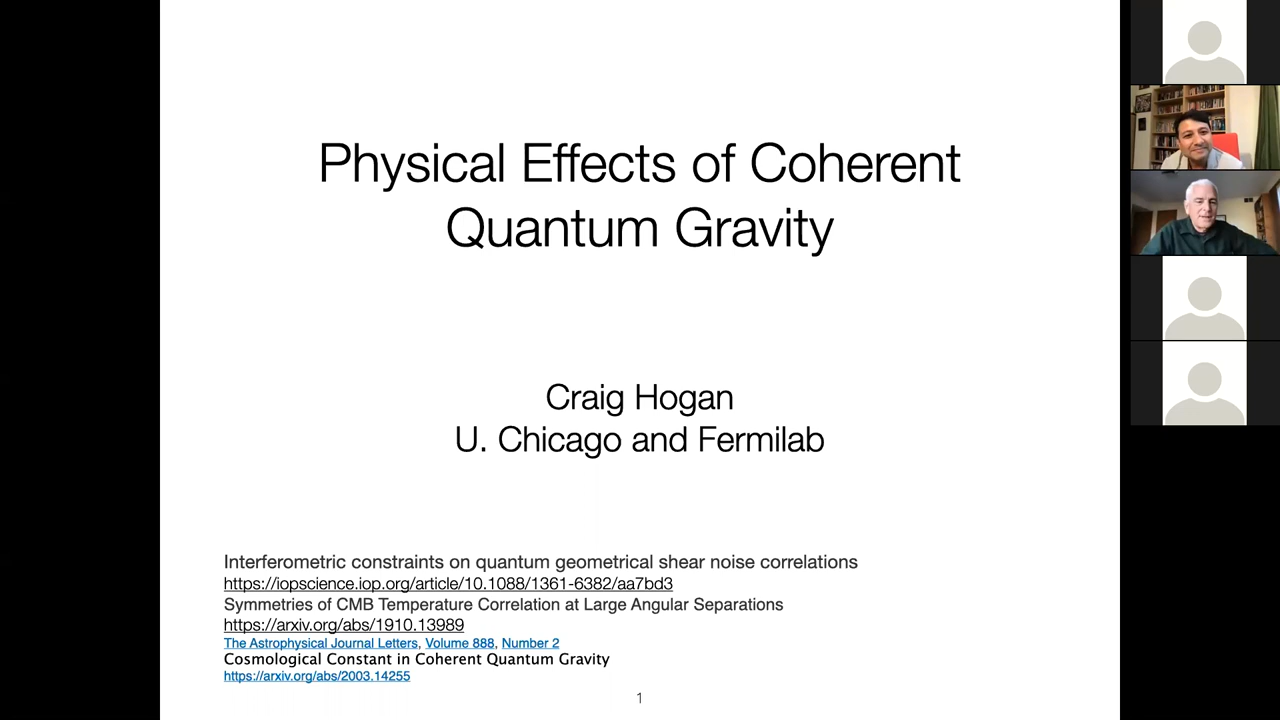 Physical Effects of Coherent
Quantum Gravity
Craig Hogan
U. Chicago and Fermilab
Interferometric constraints on quantum geometrical shear noise correlations
https://iopscience.iop.org/article/10.1088/1361-6382/aa7bd3
Symmetries of CMB Temperature Correlation at Large Angular Separations
https://arxiv.org/abs/1910.13989
The Astrophysical Journal Letters, Volume 888, Number 2
Cosmological Constant in Coherent Quantum Gravity
https://arxiv.org/abs/2003.14255
1